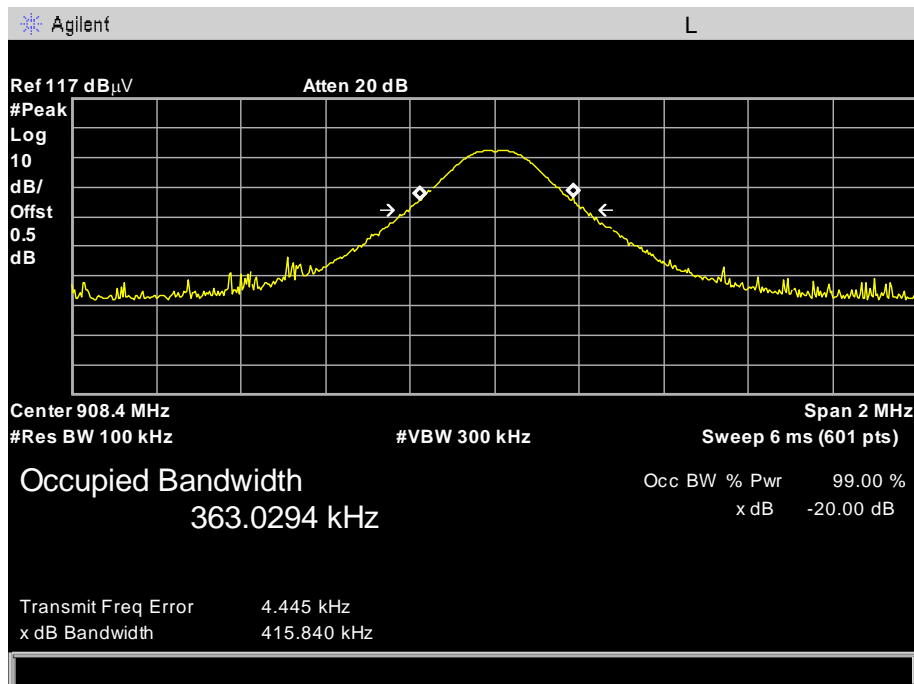 Agilent L
Ref 117 dBµV Atten 20 dB
#Peak
Log
10
dB/
Offst
0.5
dB
Center 908.4 MHz Span 2 MHz
#Res BW 100 kHz #VBW 300 kHz Sweep 6 ms (601 pts)
Occupied Bandwidth Occ BW % Pwr 99.00 %
363.0294 kHz x dB -20.00 dB
Transmit Freq Error 4.445 kHz
x dB Bandwidth 415.840 kHz